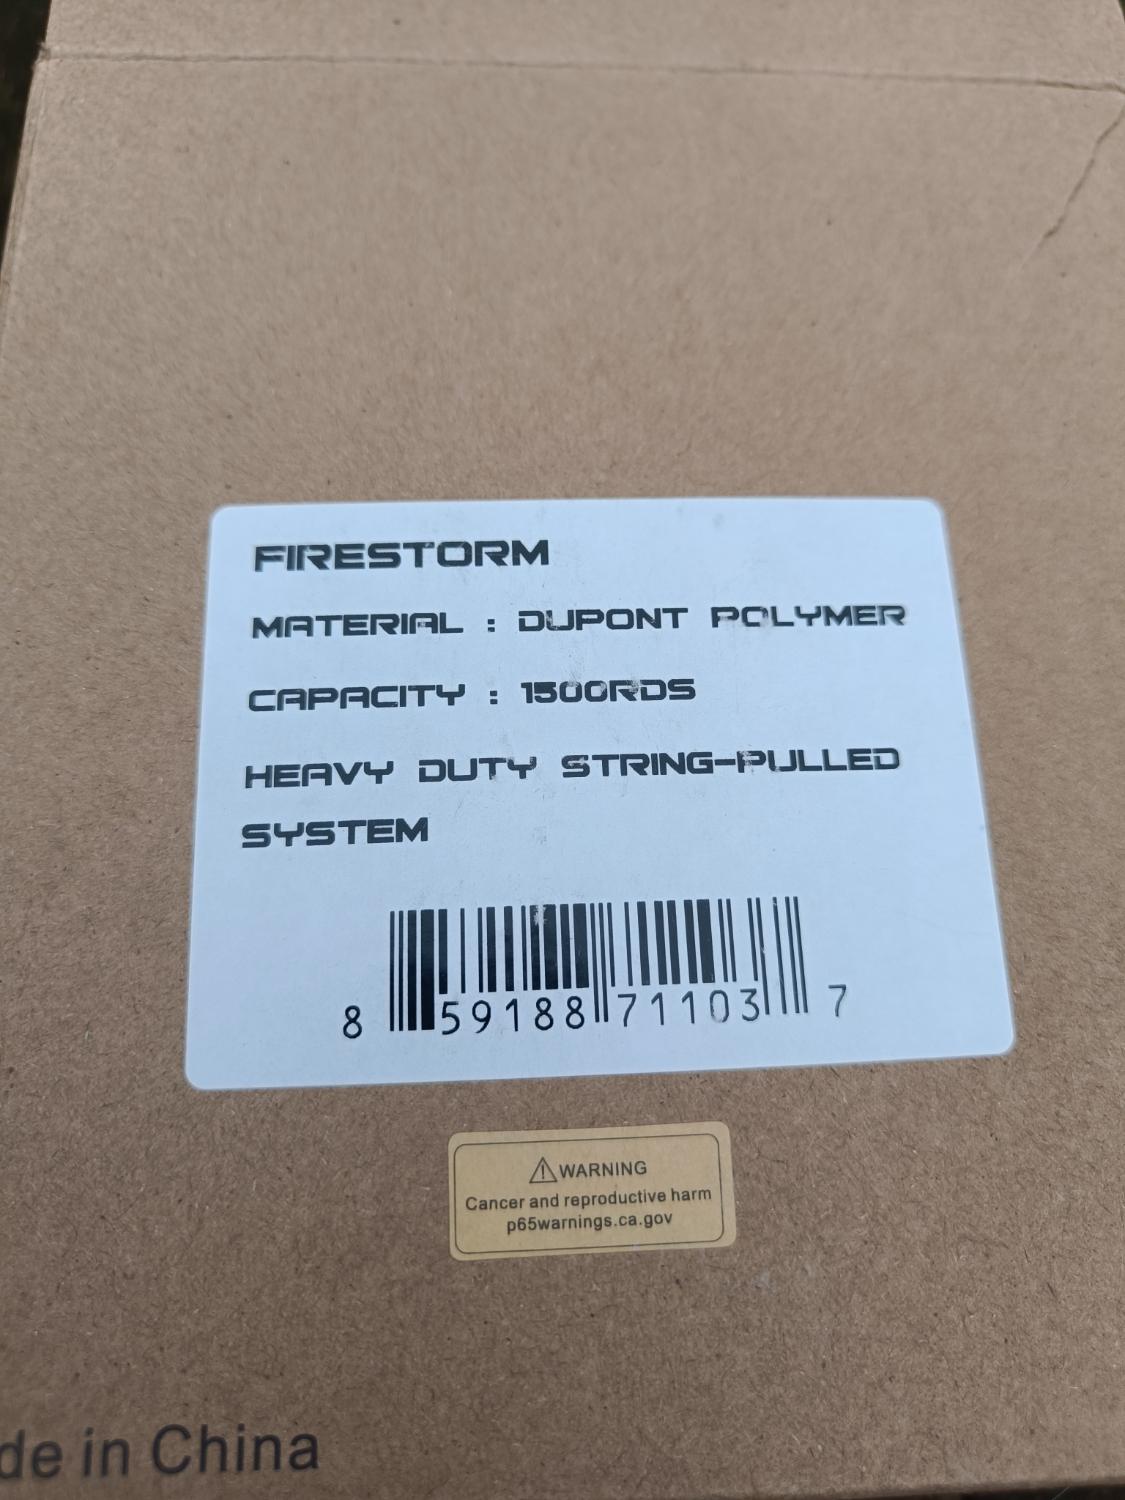 FIRESTORM
MATERIAL : DUPONT POLYMER
CAPACITY : 1500RDS
HEAVY DUTY STRING-PULLED
SYSTEM
8 59188 71103 7
⚠WARNING
Cancer and reproductive harm
p65warnings.ca.gov
de in China